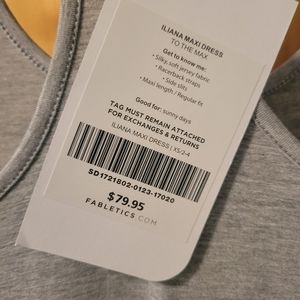 ILIANA MAXI DRESS
TO THE MAX
Get to know me:
• Silky, soft jersey fabric
• Racerback straps
• Side slits
• Maxi length / Regular fit
Good for: sunny days
TAG MUST REMAIN ATTACHED
FOR EXCHANGES & RETURNS
ILIANA MAXI DRESS | XS/2-4
SD1721802-0123-17020
$79.95
FABLETICS.COM